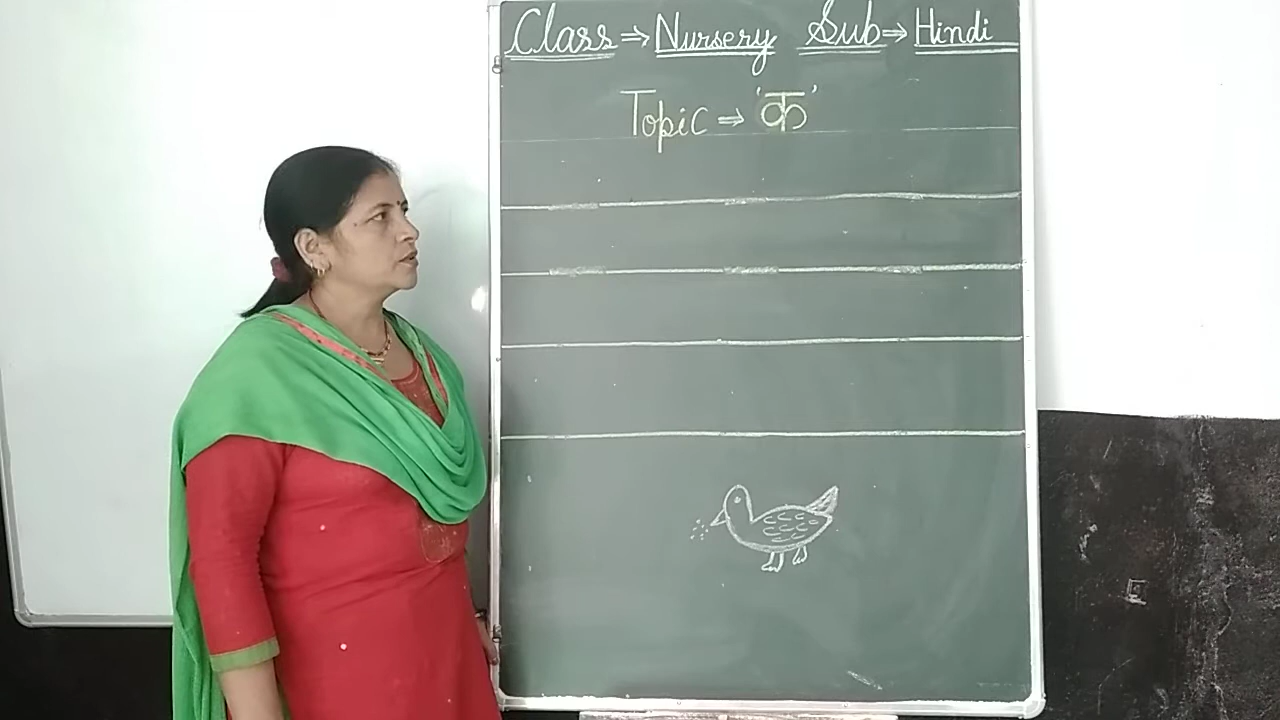 Class ⇒ Nursery Sub ⇒ Hindi
Topic ⇒ 'क'